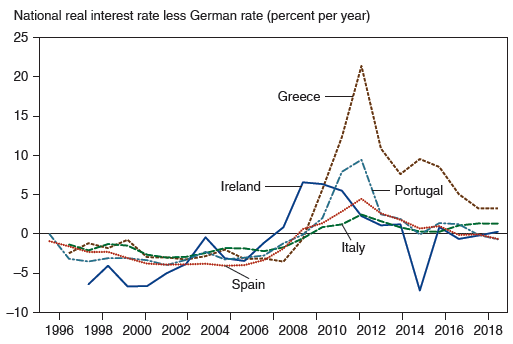 National real interest rate less German rate (percent per year)
25
20
15
10
5
0
−5
−10
Greece
Ireland
Portugal
Italy
Spain
1996 1998 2000 2002 2004 2006 2008 2010 2012 2014 2016 2018